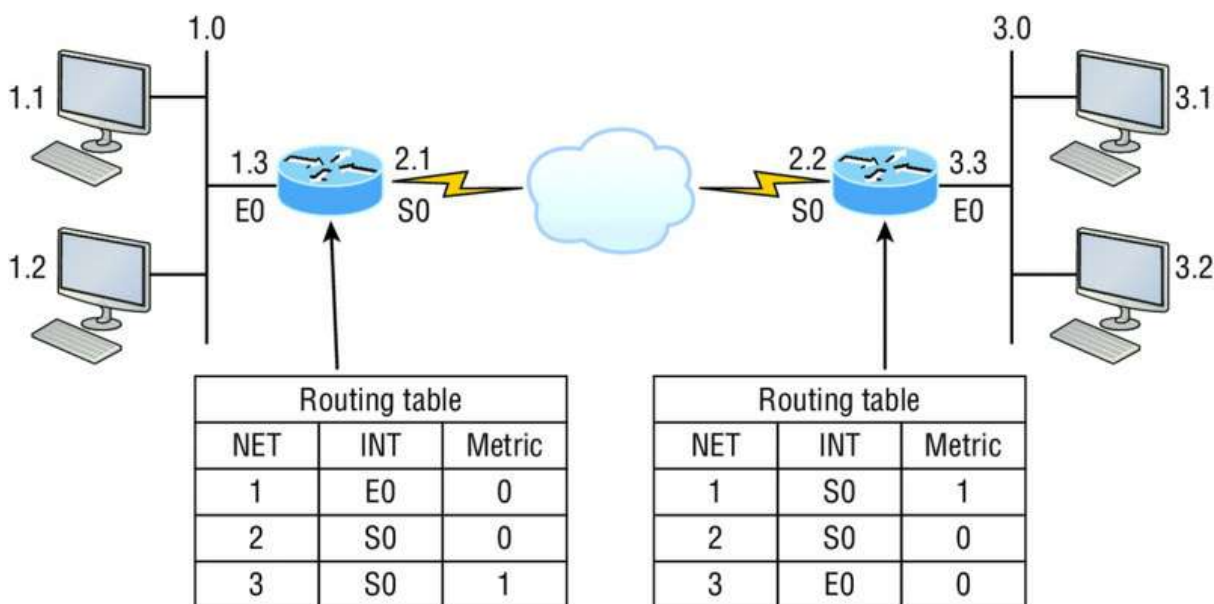 1.0 3.0
1.1 3.1
1.3 2.1 2.2 3.3
E0 S0 S0 E0
1.2 3.2
Routing table Routing table
NET INT Metric NET INT Metric
1 E0 0 1 S0 1
2 S0 0 2 S0 0
3 S0 1 3 E0 0